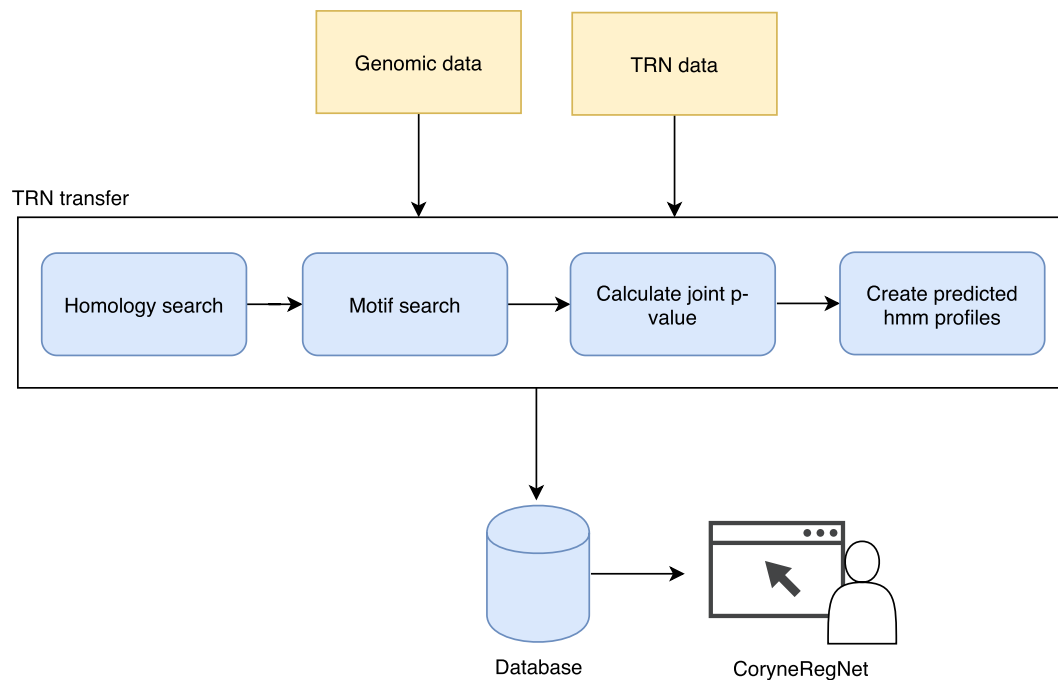 Genomic data
TRN data
TRN transfer
Homology search
Motif search
Calculate joint p-
value
Create predicted
hmm profiles
Database
CoryneRegNet